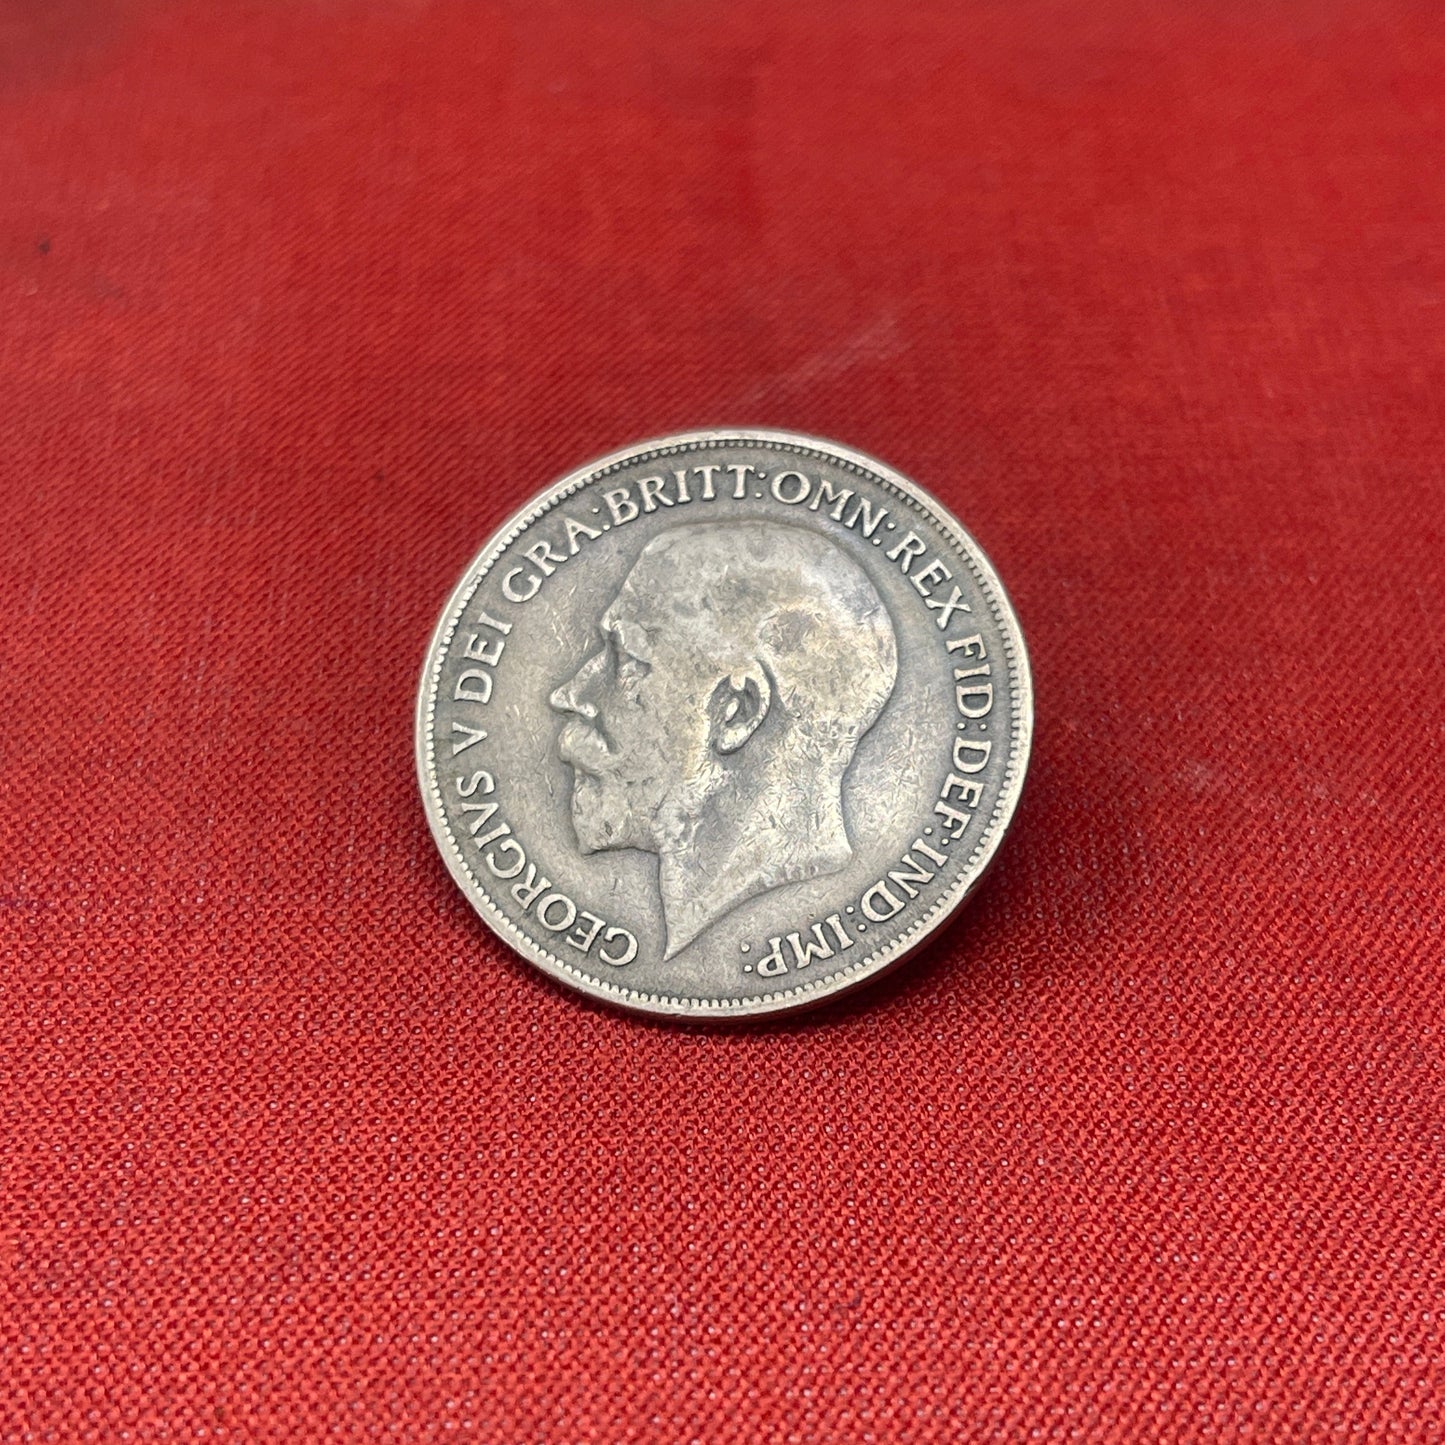 GEORGIVS V DEI GRA: BRITT: OMN: REX FID: DEF: IND: IMP: